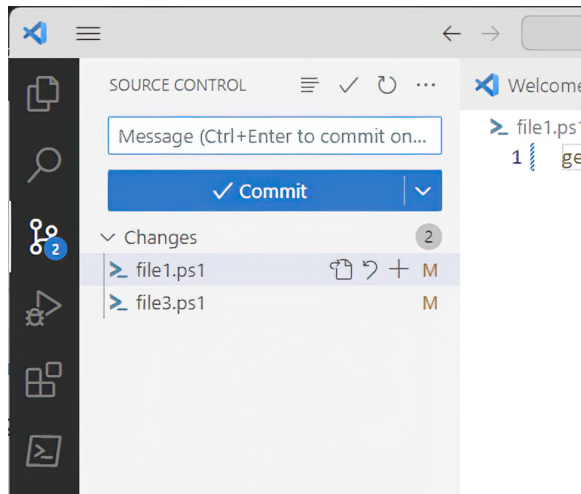 SOURCE CONTROL
Message (Ctrl+Enter to commit on...
Commit
Changes 2
file1.ps1 M
file3.ps1 M
2
Welcome
file1.ps1
1 ge